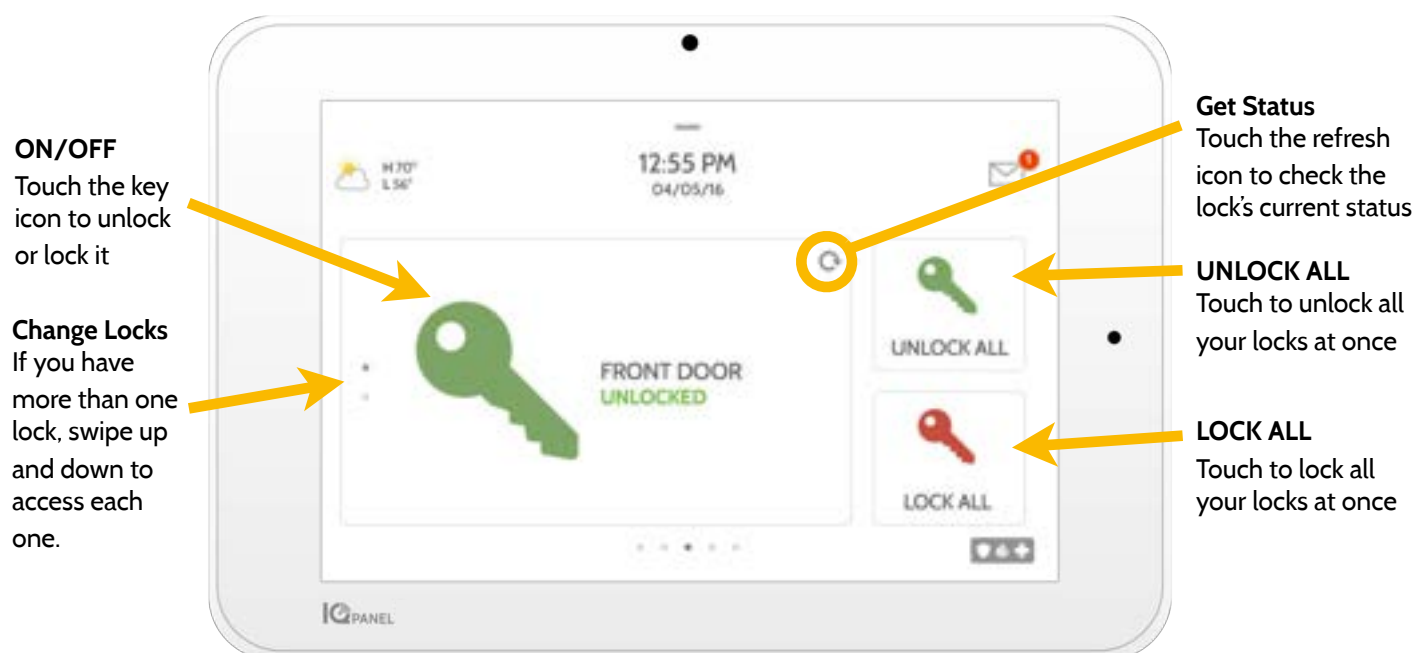 ON/OFF
Touch the key
icon to unlock
or lock it
Change Locks
If you have
more than one
lock, swipe up
and down to
access each
one.
12:55 PM
04/05/16
H 70°
L 56°
1
FRONT DOOR
UNLOCKED
UNLOCK ALL
LOCK ALL
IQ PANEL
Get Status
Touch the refresh
icon to check the
lock's current status
UNLOCK ALL
Touch to unlock all
your locks at once
LOCK ALL
Touch to lock all
your locks at once